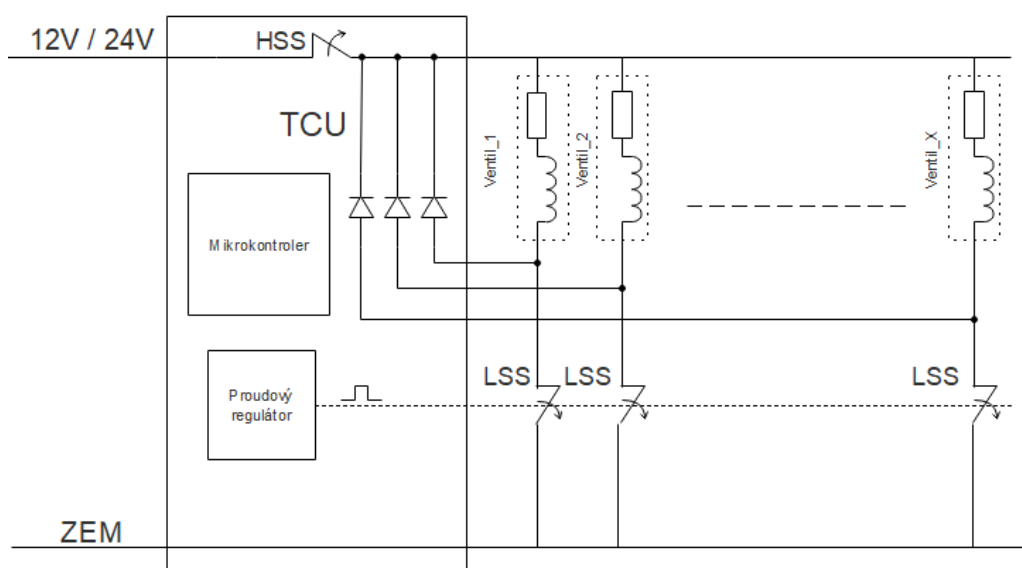 12V / 24V
HSS
TCU
Ventil_1
Ventil_2
Ventil_X
Mikrokontroler
LSS
LSS
LSS
Proudový
regulátor
ZEM